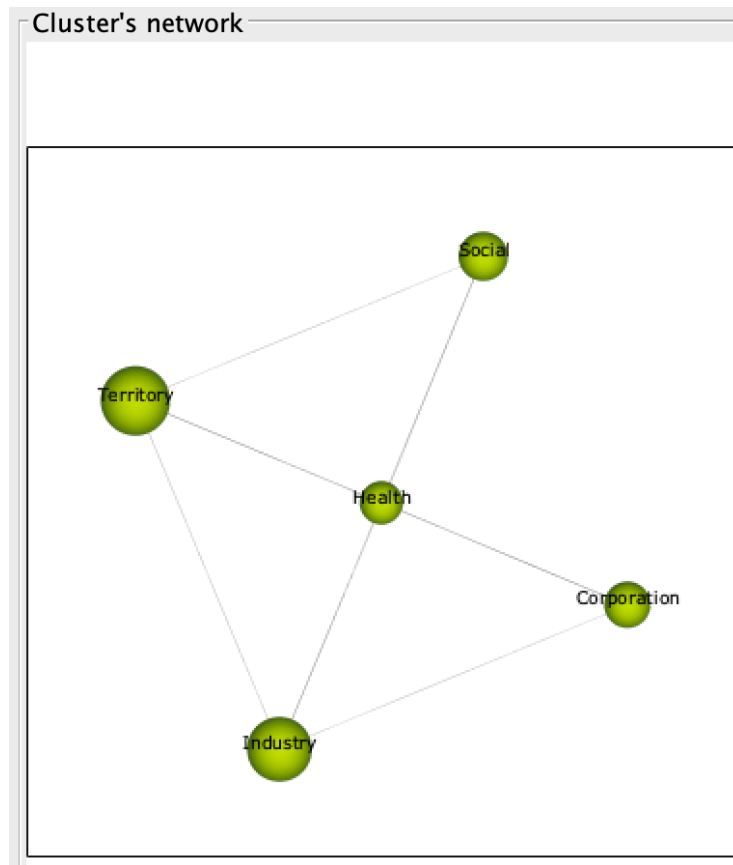 Cluster's network
Social
Territory
Health
Corporation
Industry